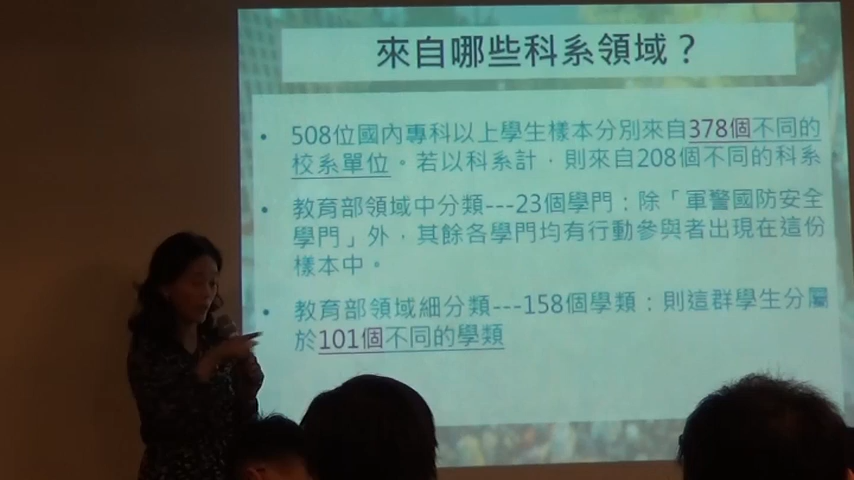 來自哪些科系領域？
• 508位國內專科以上學生樣本分別來自378個不同的
校系單位。若以科系計，則來自208個不同的科系
• 教育部領域中分類---23個學門：除「軍警國防安全
學門」外，其餘各學門均有行動參與者出現在這份
樣本中。
• 教育部領域細分類---158個學類：則這群學生分屬
於101個不同的學類